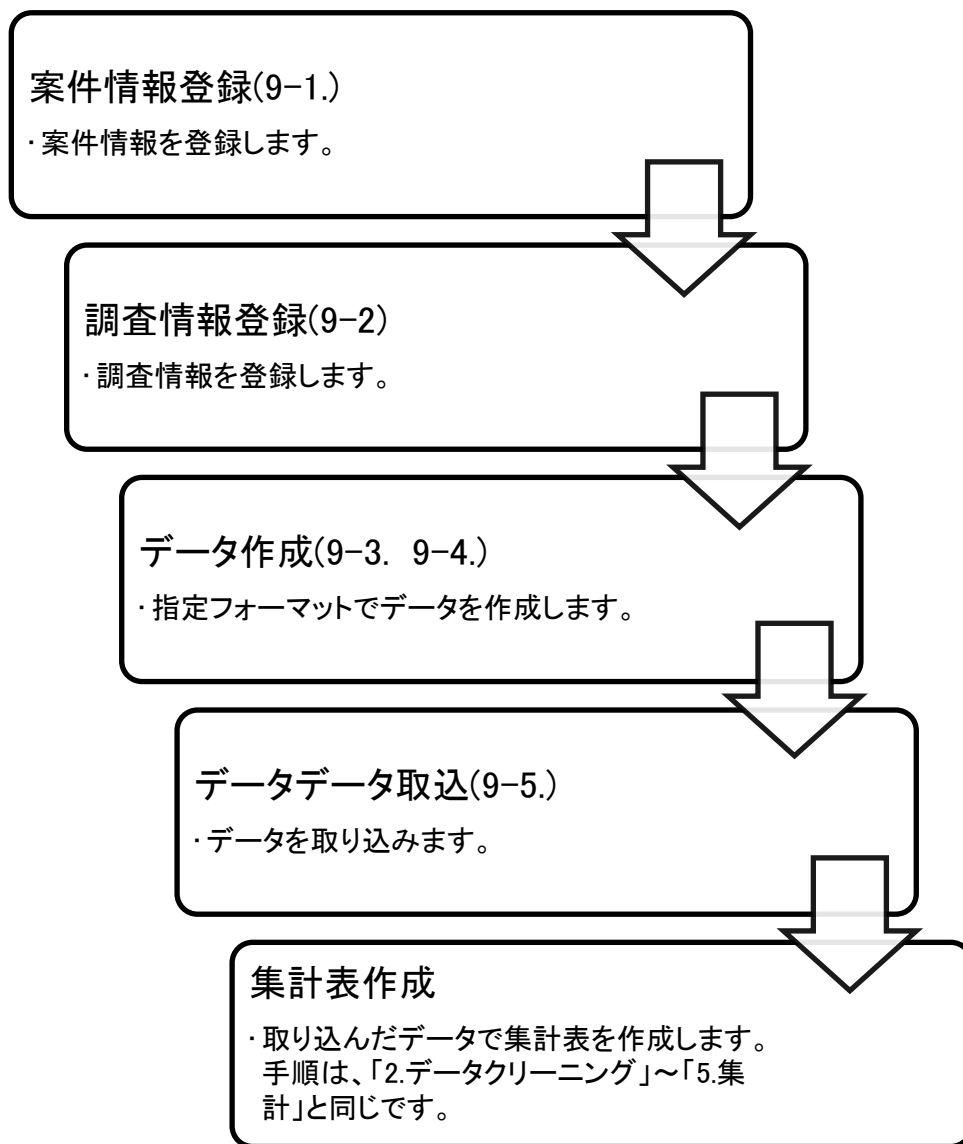 案件情報登録(9-1.)
・案件情報を登録します。
調査情報登録(9-2)
・調査情報を登録します。
データ作成(9-3. 9-4.)
・指定フォーマットでデータを作成します。
データデータ取込(9-5.)
・データを取り込みます。
集計表作成
・取り込んだデータで集計表を作成します。
手順は、「2.データクリーニング」～「5.集
計」と同じです。